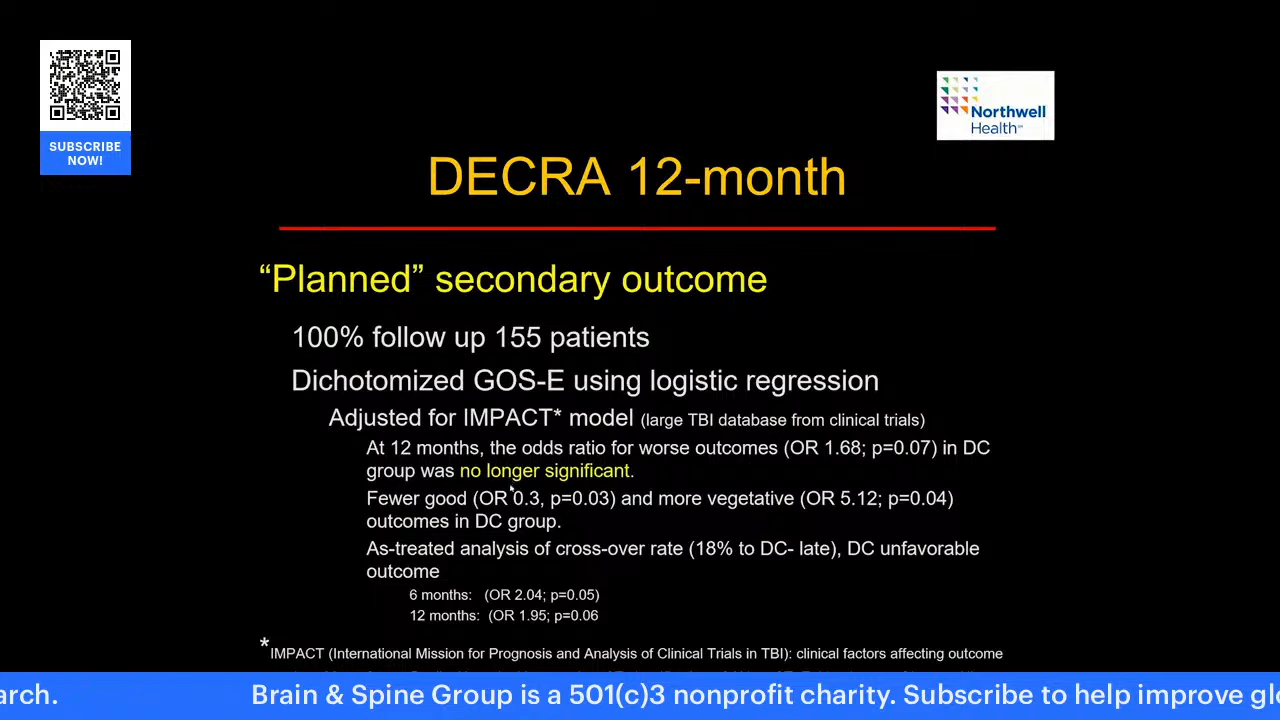 SUBSCRIBE
NOW!
Northwell
Health
DECRA 12-month
“Planned” secondary outcome
100% follow up 155 patients
Dichotomized GOS-E using logistic regression
Adjusted for IMPACT* model (large TBI database from clinical trials)
At 12 months, the odds ratio for worse outcomes (OR 1.68; p=0.07) in DC
group was no longer significant.
Fewer good (OR 0.3, p=0.03) and more vegetative (OR 5.12; p=0.04)
outcomes in DC group.
As-treated analysis of cross-over rate (18% to DC- late), DC unfavorable
outcome
6 months: (OR 2.04; p=0.05)
12 months: (OR 1.95; p=0.06
*IMPACT (International Mission for Prognosis and Analysis of Clinical Trials in TBI): clinical factors affecting outcome
arch. Brain & Spine Group is a 501(c)3 nonprofit charity. Subscribe to help improve glo